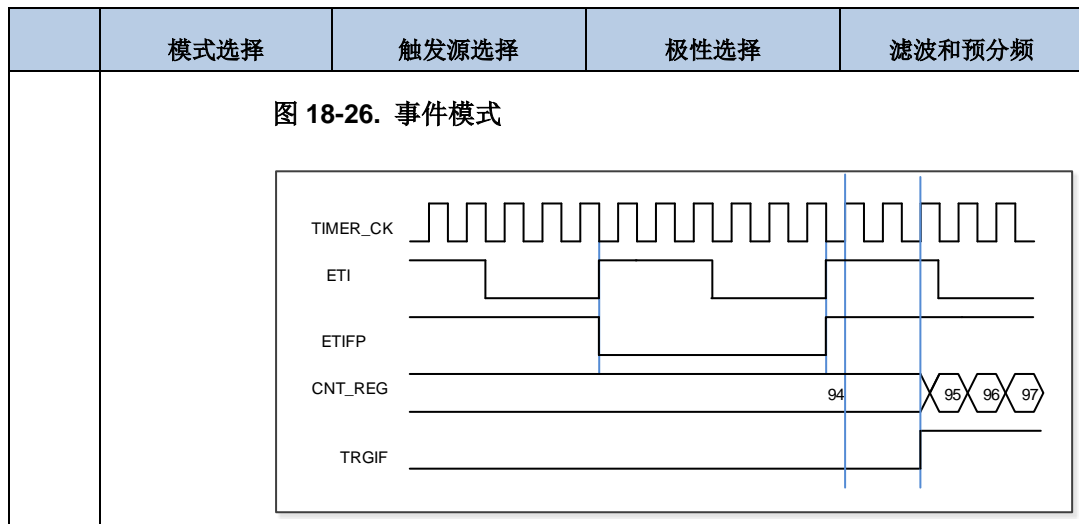 模式选择 触发源选择 极性选择 滤波和预分频
图 18-26. 事件模式
TIMER_CK
ETI
ETIFP
CNT_REG 94 95 96 97
TRGIF